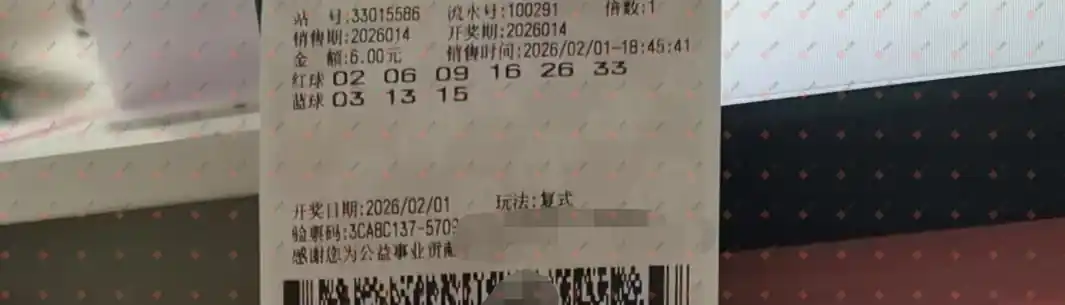 站 号:33015586 流水号:100291 倍数:1
销售期:2026014 开奖期:2026014
金 额:6.00元 销售时间:2026/02/01-18:45:41
红球 02 06 09 16 26 33
蓝球 03 13 15
开奖日期:2026/02/01 玩法:复式
验票码:3CA8C137-5709
感谢您为公益事业贡献